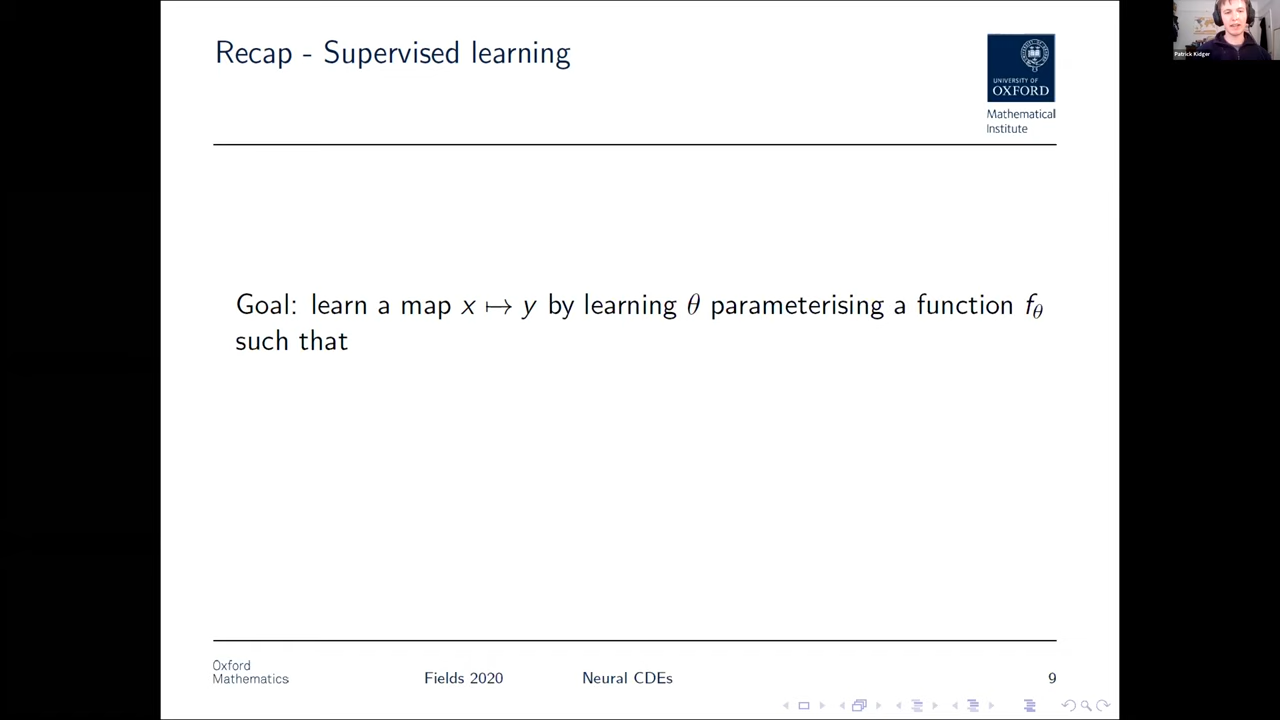 Recap - Supervised learning
UNIVERSITY OF
OXFORD
Mathematical
Institute
Patrick Kidger
Goal: learn a map x ↦ y by learning θ parameterising a function f_θ
such that
Oxford
Mathematics
Fields 2020
Neural CDEs
9